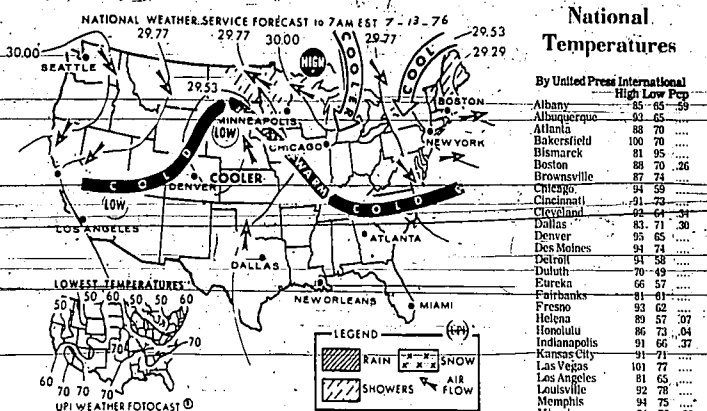 NATIONAL WEATHER SERVICE FORECAST to 7AM EST 7-13-76
30.00
29.77
29.77
30.00
29.77
29.53
29.29
SEATTLE
HIGH
COOLER
COOL
29.53
MINNEAPOLIS
LOW
BOSTON
NEW YORK
CHICAGO
COLD
DENVER
COOLER
WARM
COLD
LOW
LOS ANGELES
ATLANTA
DALLAS
NEW ORLEANS
MIAMI
LOWEST TEMPERATURES
50 60 50 60 50 60
70
70
60 70 70 70
LEGEND
UPI
RAIN
SNOW
SHOWERS
AIR FLOW
UPI WEATHER FOTOCAST
National
Temperatures
By United Press International
High Low Pcp
Albany 85 65 .59
Albuquerque 93 65 ....
Atlanta 88 70 ....
Bakersfield 100 70 ....
Bismarck 81 95 ....
Boston 88 70 .26
Brownsville 87 74 ....
Chicago 94 59 ....
Cincinnati 91 73 ....
Cleveland 92 64 .34
Dallas 83 71 .30
Denver 95 65 ....
Des Moines 94 74 ....
Detroit 94 58 ....
Duluth 70 49 ....
Eureka 66 57 ....
Fairbanks 81 61 ....
Fresno 93 62 ....
Helena 89 57 .07
Honolulu 86 73 .04
Indianapolis 91 66 .37
Kansas City 91 71 ....
Las Vegas 101 77 ....
Los Angeles 81 65 ....
Louisville 92 78 ....
Memphis 94 75 ....